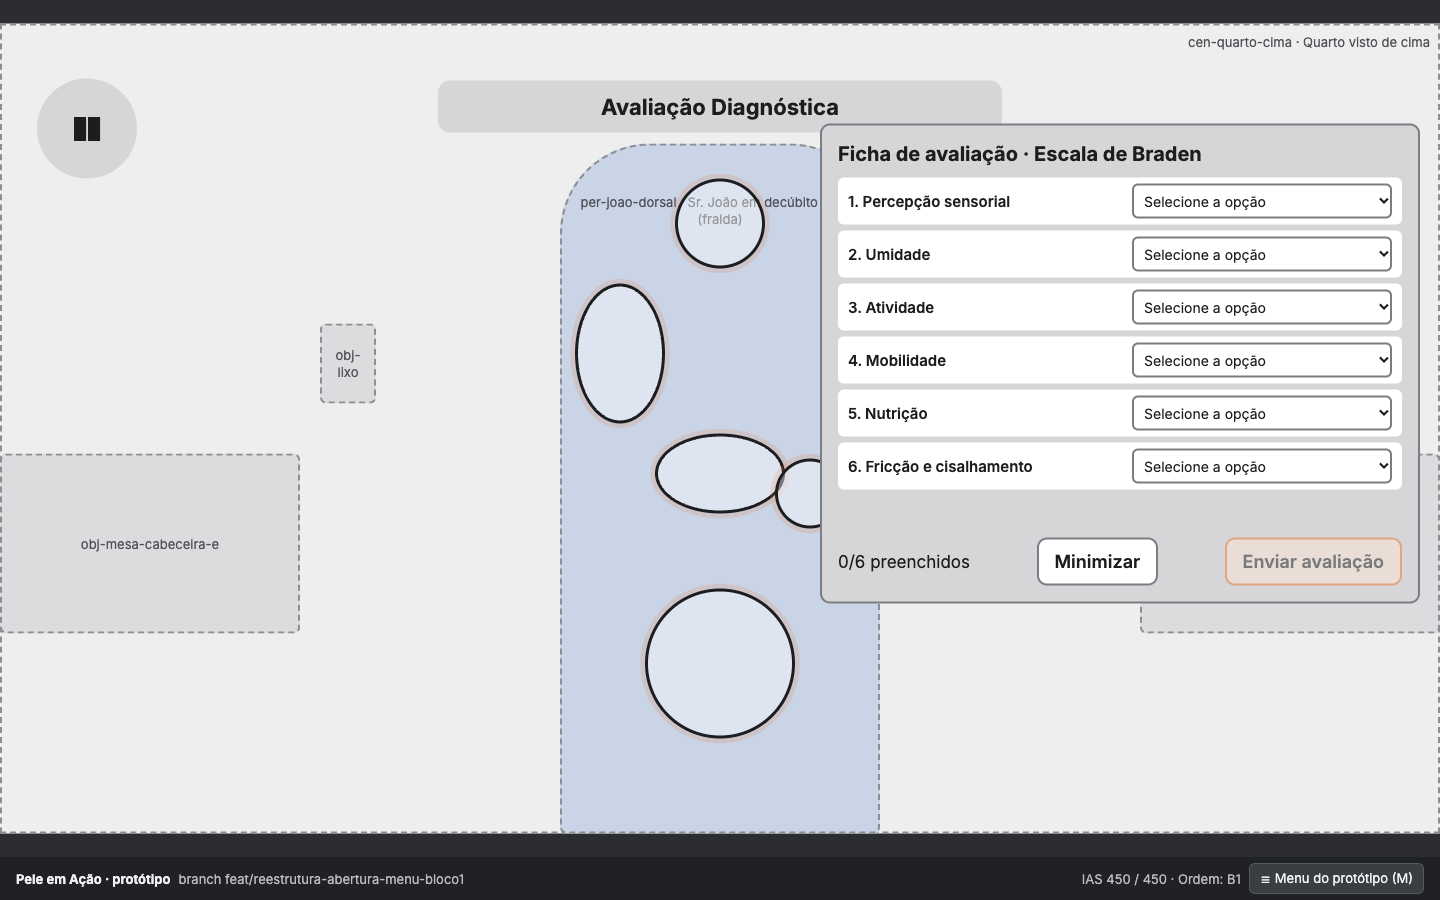 cen-quarto-cima · Quarto visto de cima
Avaliação Diagnóstica
Ficha de avaliação · Escala de Braden
1. Percepção sensorial
Selecione a opção
2. Umidade
Selecione a opção
3. Atividade
Selecione a opção
4. Mobilidade
Selecione a opção
5. Nutrição
Selecione a opção
6. Fricção e cisalhamento
Selecione a opção
0/6 preenchidos
Minimizar
Enviar avaliação
per-joao-dorsal · Sr. João em decúbito
(fralda)
obj-
lixo
obj-mesa-cabeceira-e
Pele em Ação · protótipo branch feat/reestrutura-abertura-menu-bloco1
IAS 450 / 450 · Ordem: B1
≡ Menu do protótipo (M)